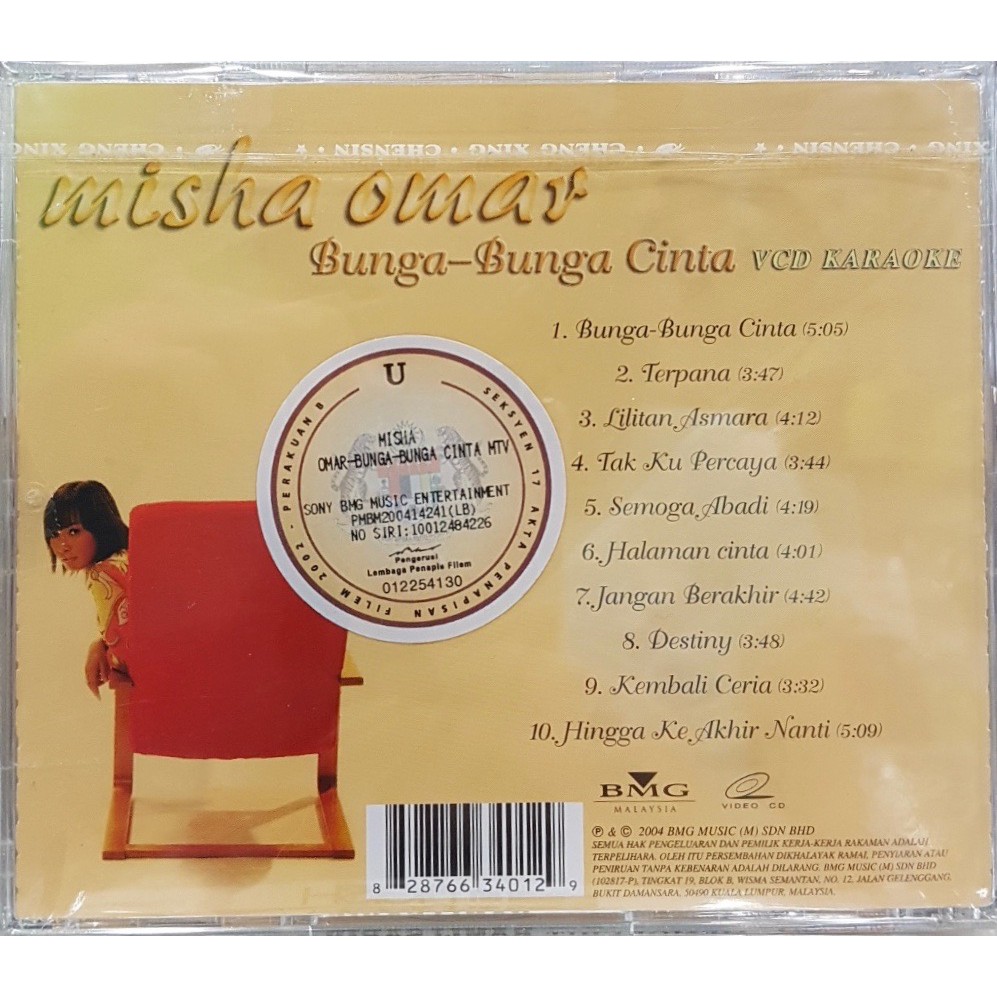 XING · CHENSIN · ★ · CHENG XING · CHENSIN · ★ · CHENG XING
misha omar
Bunga-Bunga Cinta VCD KARAOKE
1. Bunga-Bunga Cinta (5:05)
2. Terpana (3:47)
3. Lilitan Asmara (4:12)
4. Tak Ku Percaya (3:44)
5. Semoga Abadi (4:19)
6. Halaman cinta (4:01)
7. Jangan Berakhir (4:42)
8. Destiny (3:48)
9. Kembali Ceria (3:32)
10. Hingga Ke Akhir Nanti (5:09)
U
PERAKUAN B
SEKSYEN 17 AKTA PENAPISAN FILEM 2002
MISHA
OMAR-BUNGA-BUNGA CINTA MTV
SONY BMG MUSIC ENTERTAINMENT
PMBM200414241(LB)
NO SIRI:10012484226
Pengerusi
Lembaga Penapis Filem
012254130
BMG
MALAYSIA
VIDEO CD
8 28766 34012 9
℗ & © 2004 BMG MUSIC (M) SDN BHD
SEMUA HAK PENGELUARAN DAN PEMILIK KERJA-KERJA RAKAMAN ADALAH
TERPELIHARA. OLEH ITU PERSEMBAHAN DIKHALAYAK RAMAI, PENYIARAN ATAU
PENIRUAN TANPA KEBENARAN ADALAH DILARANG. BMG MUSIC (M) SDN BHD
(102817-P), TINGKAT 19, BLOK B, WISMA SEMANTAN, NO. 12, JALAN GELENGGANG,
BUKIT DAMANSARA, 50490 KUALA LUMPUR, MALAYSIA.